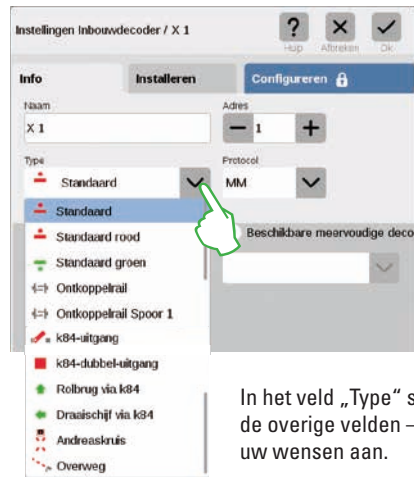 Instellingen Inbouwdecoder / X 1
Hulp Afbreken Ok
Info Installeren Configureren
Naam Adres
X 1 1
Type Protocol
Standaard MM
Standaard
Standaard rood
Beschikbare meervoudige deco
Standaard groen
Ontkoppelrail
Ontkoppelrail Spoor 1
k84-uitgang
k84-dubbel-uitgang
Rolbrug via k84
Draaischijf via k84
Andreaskruis
Overweg
In het veld „Type“ s
de overige velden –
uw wensen aan.